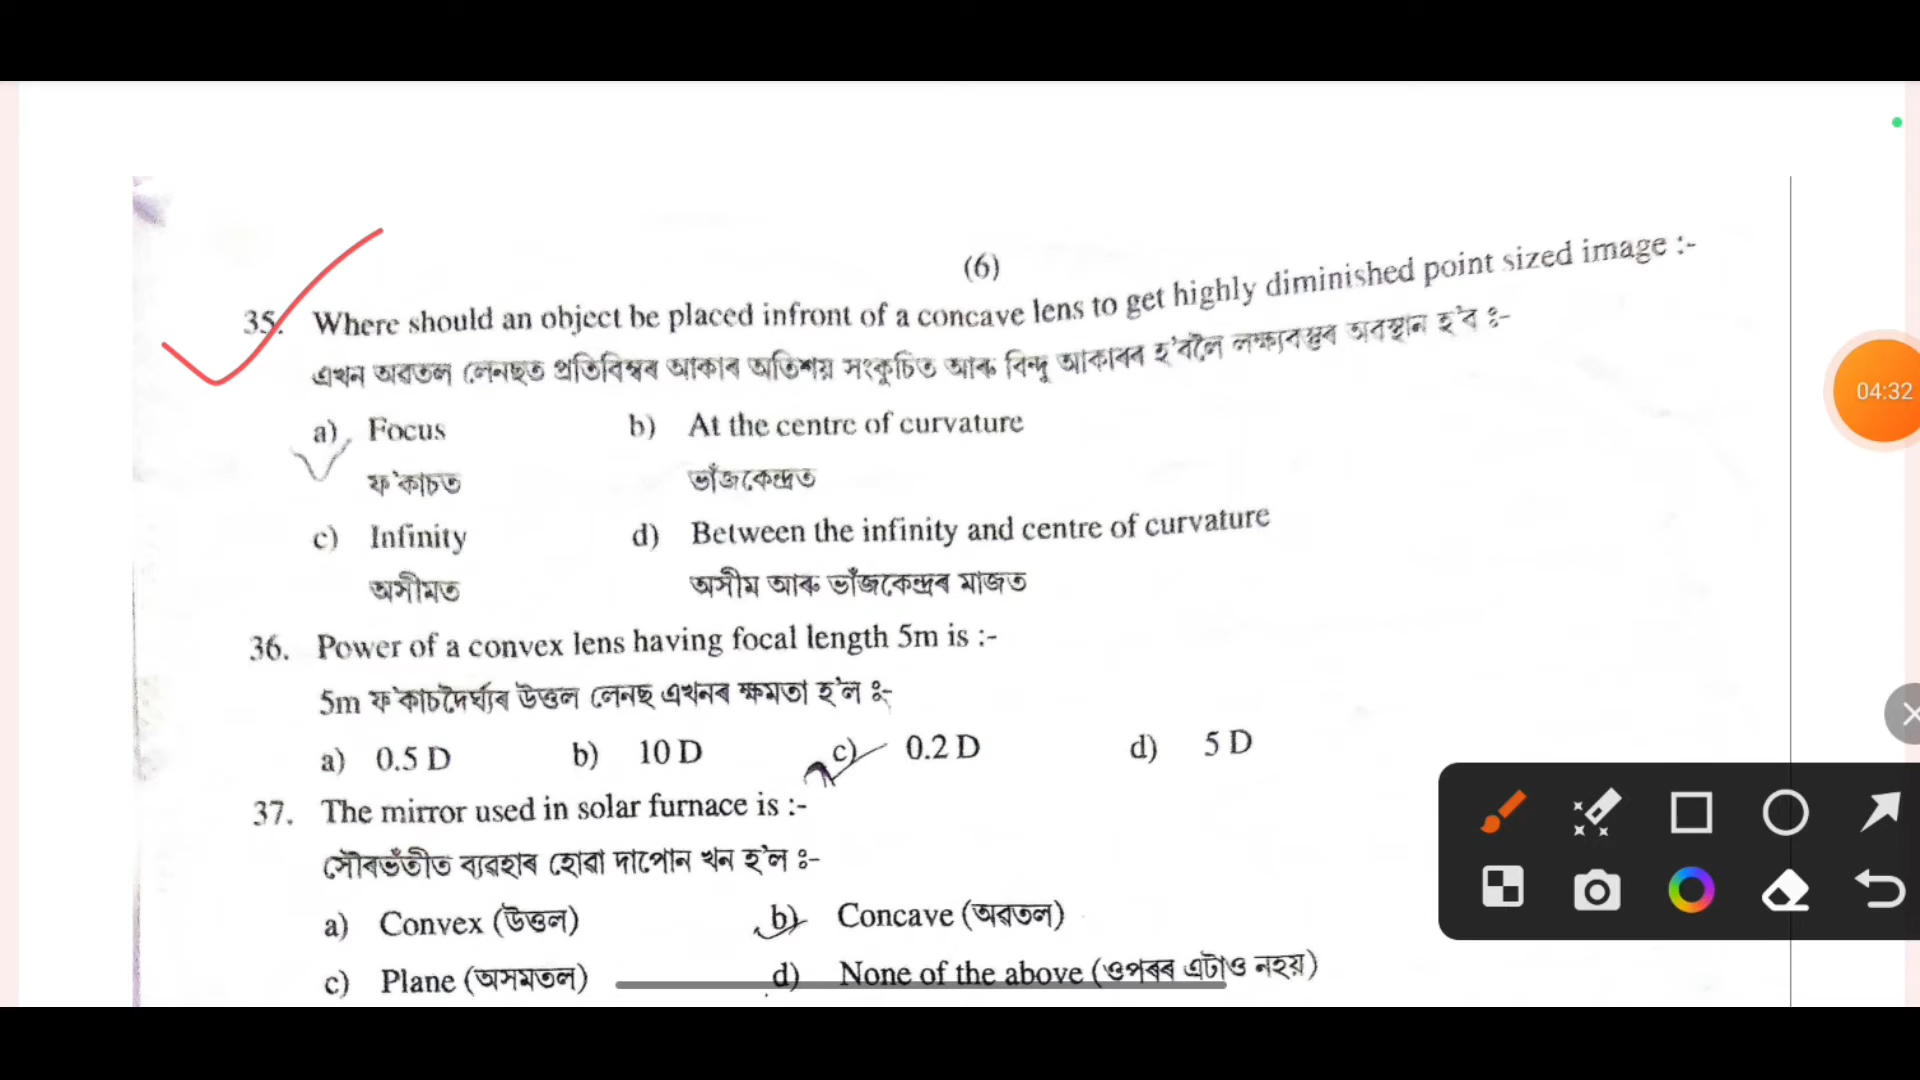 (6)
35. Where should an object be placed infront of a concave lens to get highly diminished point sized image :-
এখন অৱতল লেনছত প্ৰতিবিম্বৰ আকাৰ অতিশয় সংকুচিত আৰু বিন্দু আকাৰৰ হ'বলৈ লক্ষ্যবস্তুৰ অৱস্থান হ'ব ঃ-
a) Focus b) At the centre of curvature
ফ'কাচত ভাঁজকেন্দ্ৰত
c) Infinity d) Between the infinity and centre of curvature
অসীমত অসীম আৰু ভাঁজকেন্দ্ৰৰ মাজত
36. Power of a convex lens having focal length 5m is :-
5m ফ'কাচদৈৰ্ঘ্যৰ উত্তল লেনছ এখনৰ ক্ষমতা হ'ল ঃ-
a) 0.5 D b) 10 D c) 0.2 D d) 5 D
37. The mirror used in solar furnace is :-
সৌৰভঁতীত ব্যৱহাৰ হোৱা দাপোন খন হ'ল ঃ-
a) Convex (উত্তল) b) Concave (অৱতল)
c) Plane (অসমতল) d) None of the above (ওপৰৰ এটাও নহয়)
04:32